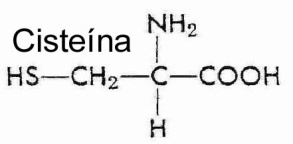 NH₂
Cisteína
HS—CH₂—C—COOH
H